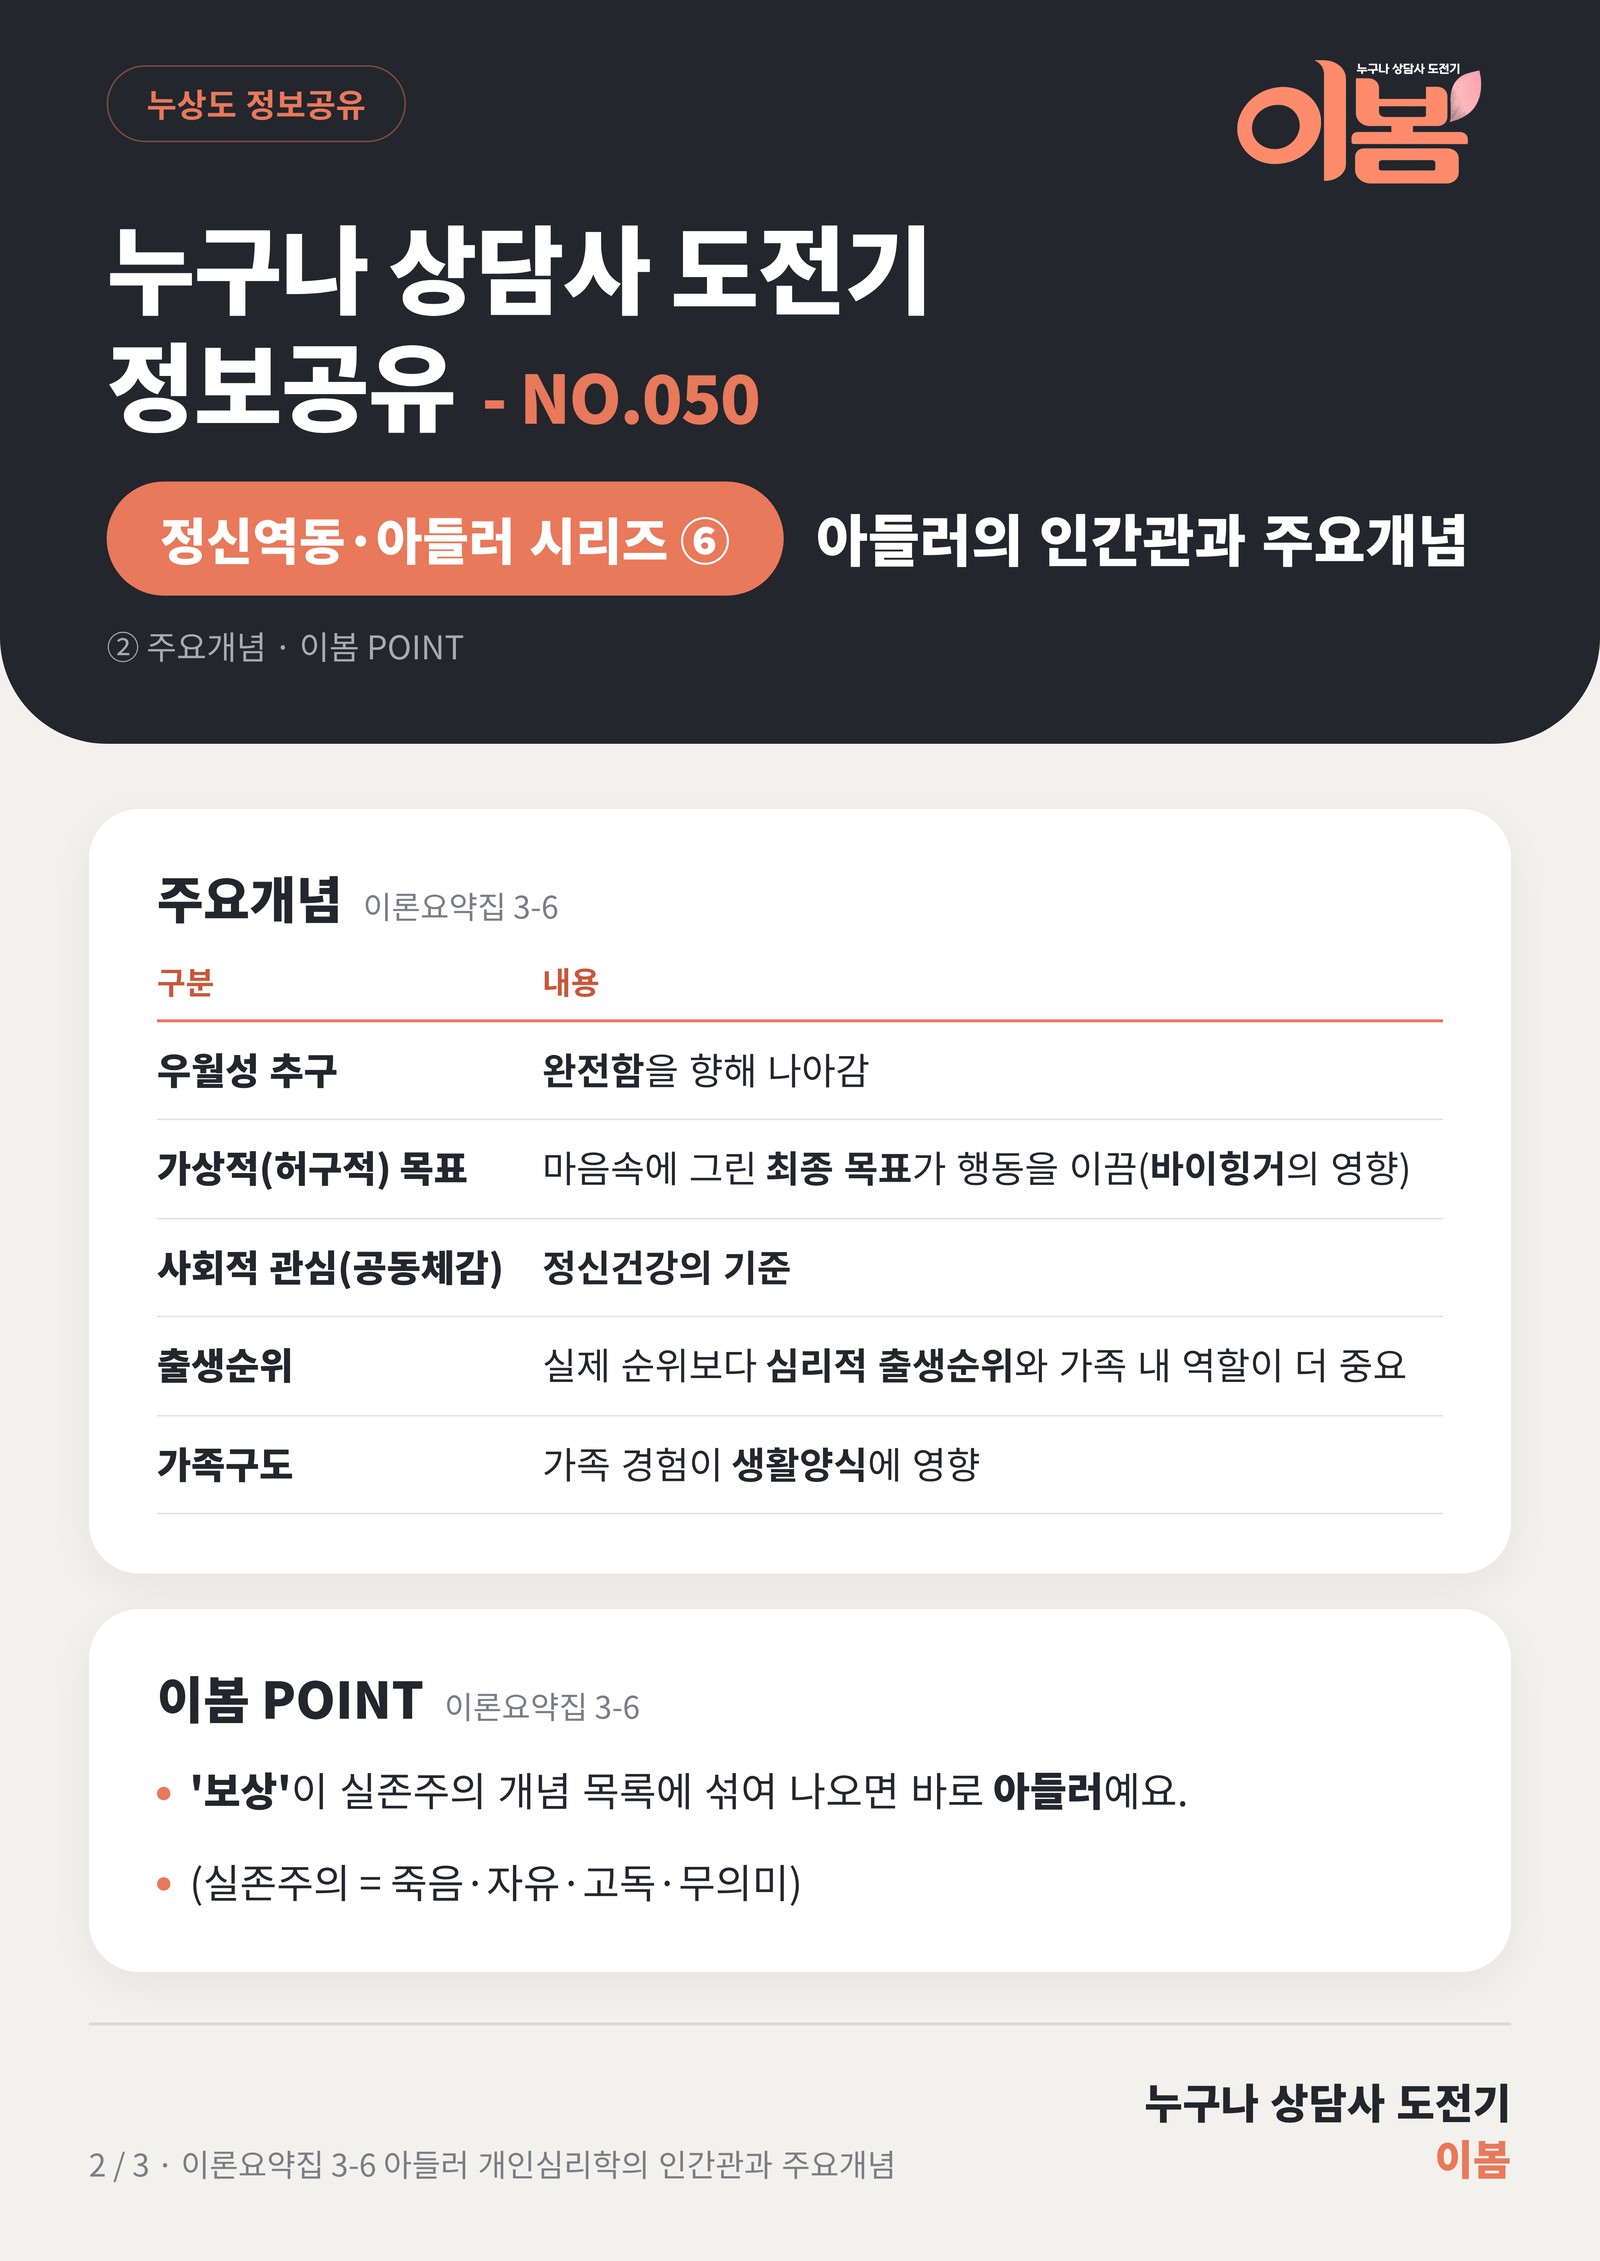 누상도 정보공유
누구나 상담사 도전기
이봄
누구나 상담사 도전기
정보공유 - NO.050
정신역동·아들러 시리즈 ⑥ 아들러의 인간관과 주요개념
② 주요개념 · 이봄 POINT
주요개념 이론요약집 3-6
구분 내용
우월성 추구 완전함을 향해 나아감
가상적(허구적) 목표 마음속에 그린 최종 목표가 행동을 이끔(바이힝거의 영향)
사회적 관심(공동체감) 정신건강의 기준
출생순위 실제 순위보다 심리적 출생순위와 가족 내 역할이 더 중요
가족구도 가족 경험이 생활양식에 영향
이봄 POINT 이론요약집 3-6
• '보상'이 실존주의 개념 목록에 섞여 나오면 바로 아들러예요.
• (실존주의 = 죽음·자유·고독·무의미)
누구나 상담사 도전기
2 / 3 · 이론요약집 3-6 아들러 개인심리학의 인간관과 주요개념
이봄